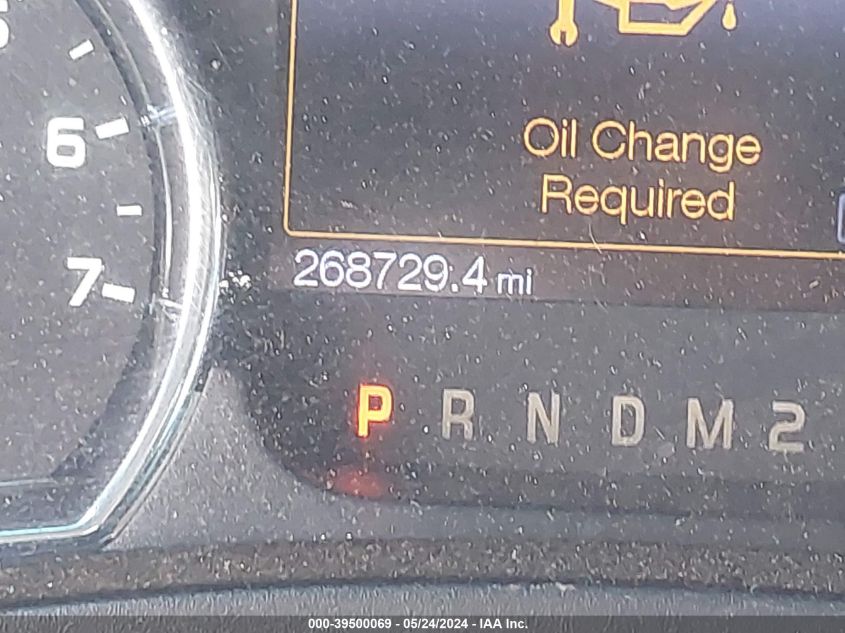 6
7
Oil Change
Required
268729.4 mi
P R N D M 2
000-39500069 - 05/24/2024 - IAA Inc.